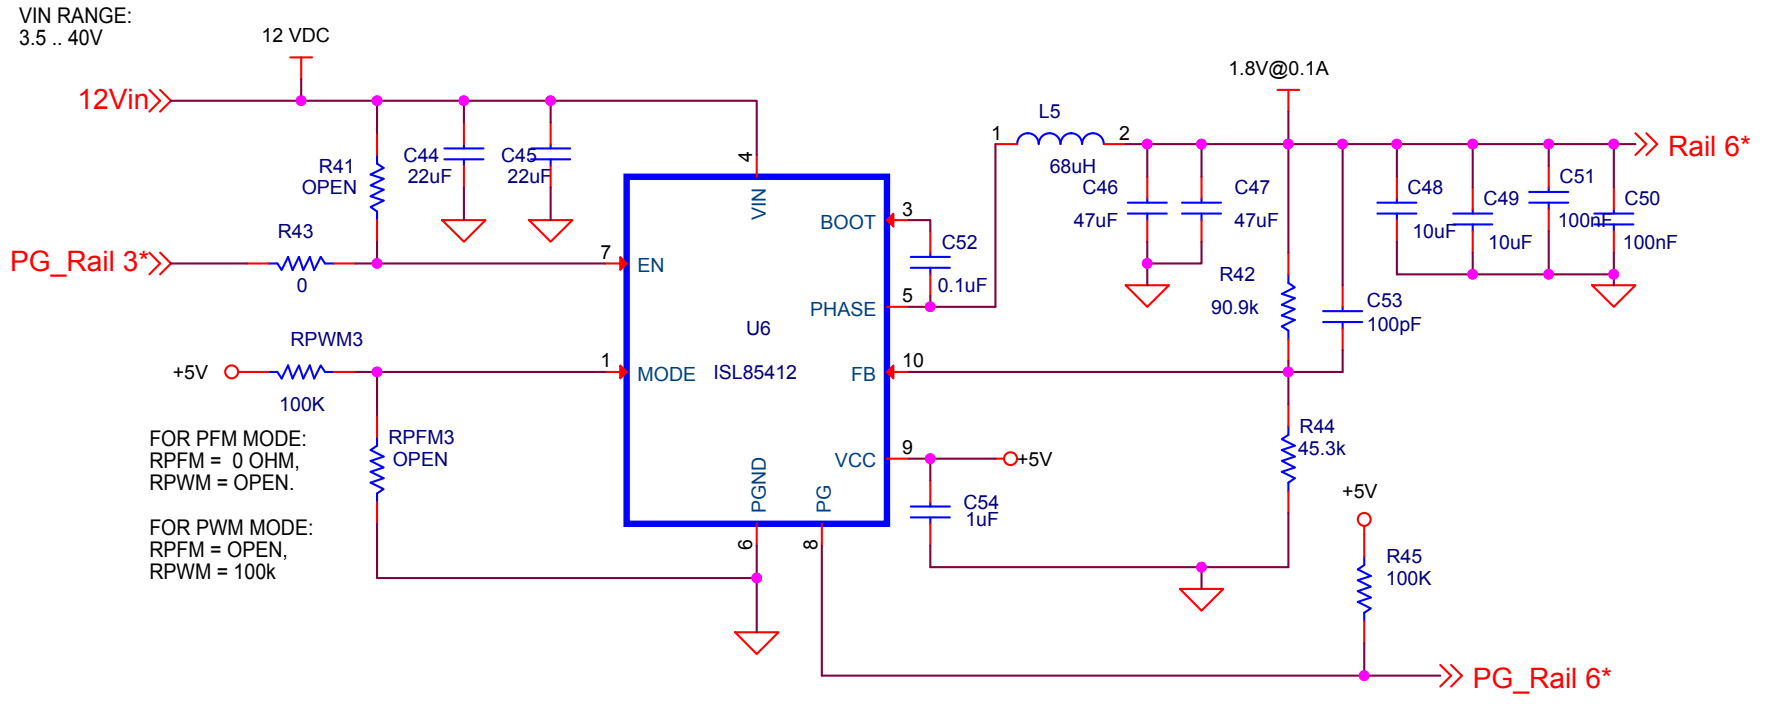 VIN RANGE:
3.5 .. 40V
12 VDC
12Vin
R41
OPEN
C44
22uF
C45
22uF
R43
0
PG_Rail 3*
RPWM3
+5V
100K
FOR PFM MODE:
RPFM = 0 OHM,
RPWM = OPEN.
FOR PWM MODE:
RPFM = OPEN,
RPWM = 100k
RPFM3
OPEN
4
VIN
7
EN
1
MODE
U6
ISL85412
BOOT
3
PHASE
5
FB
10
VCC
9
PGND
6
PG
8
C52
0.1uF
1
L5
2
68uH
1.8V@0.1A
C46
47uF
C47
47uF
R42
90.9k
C53
100pF
C48
10uF
C49
10uF
C51
100nF
C50
100nF
Rail 6*
+5V
C54
1uF
R44
45.3k
+5V
R45
100K
PG_Rail 6*